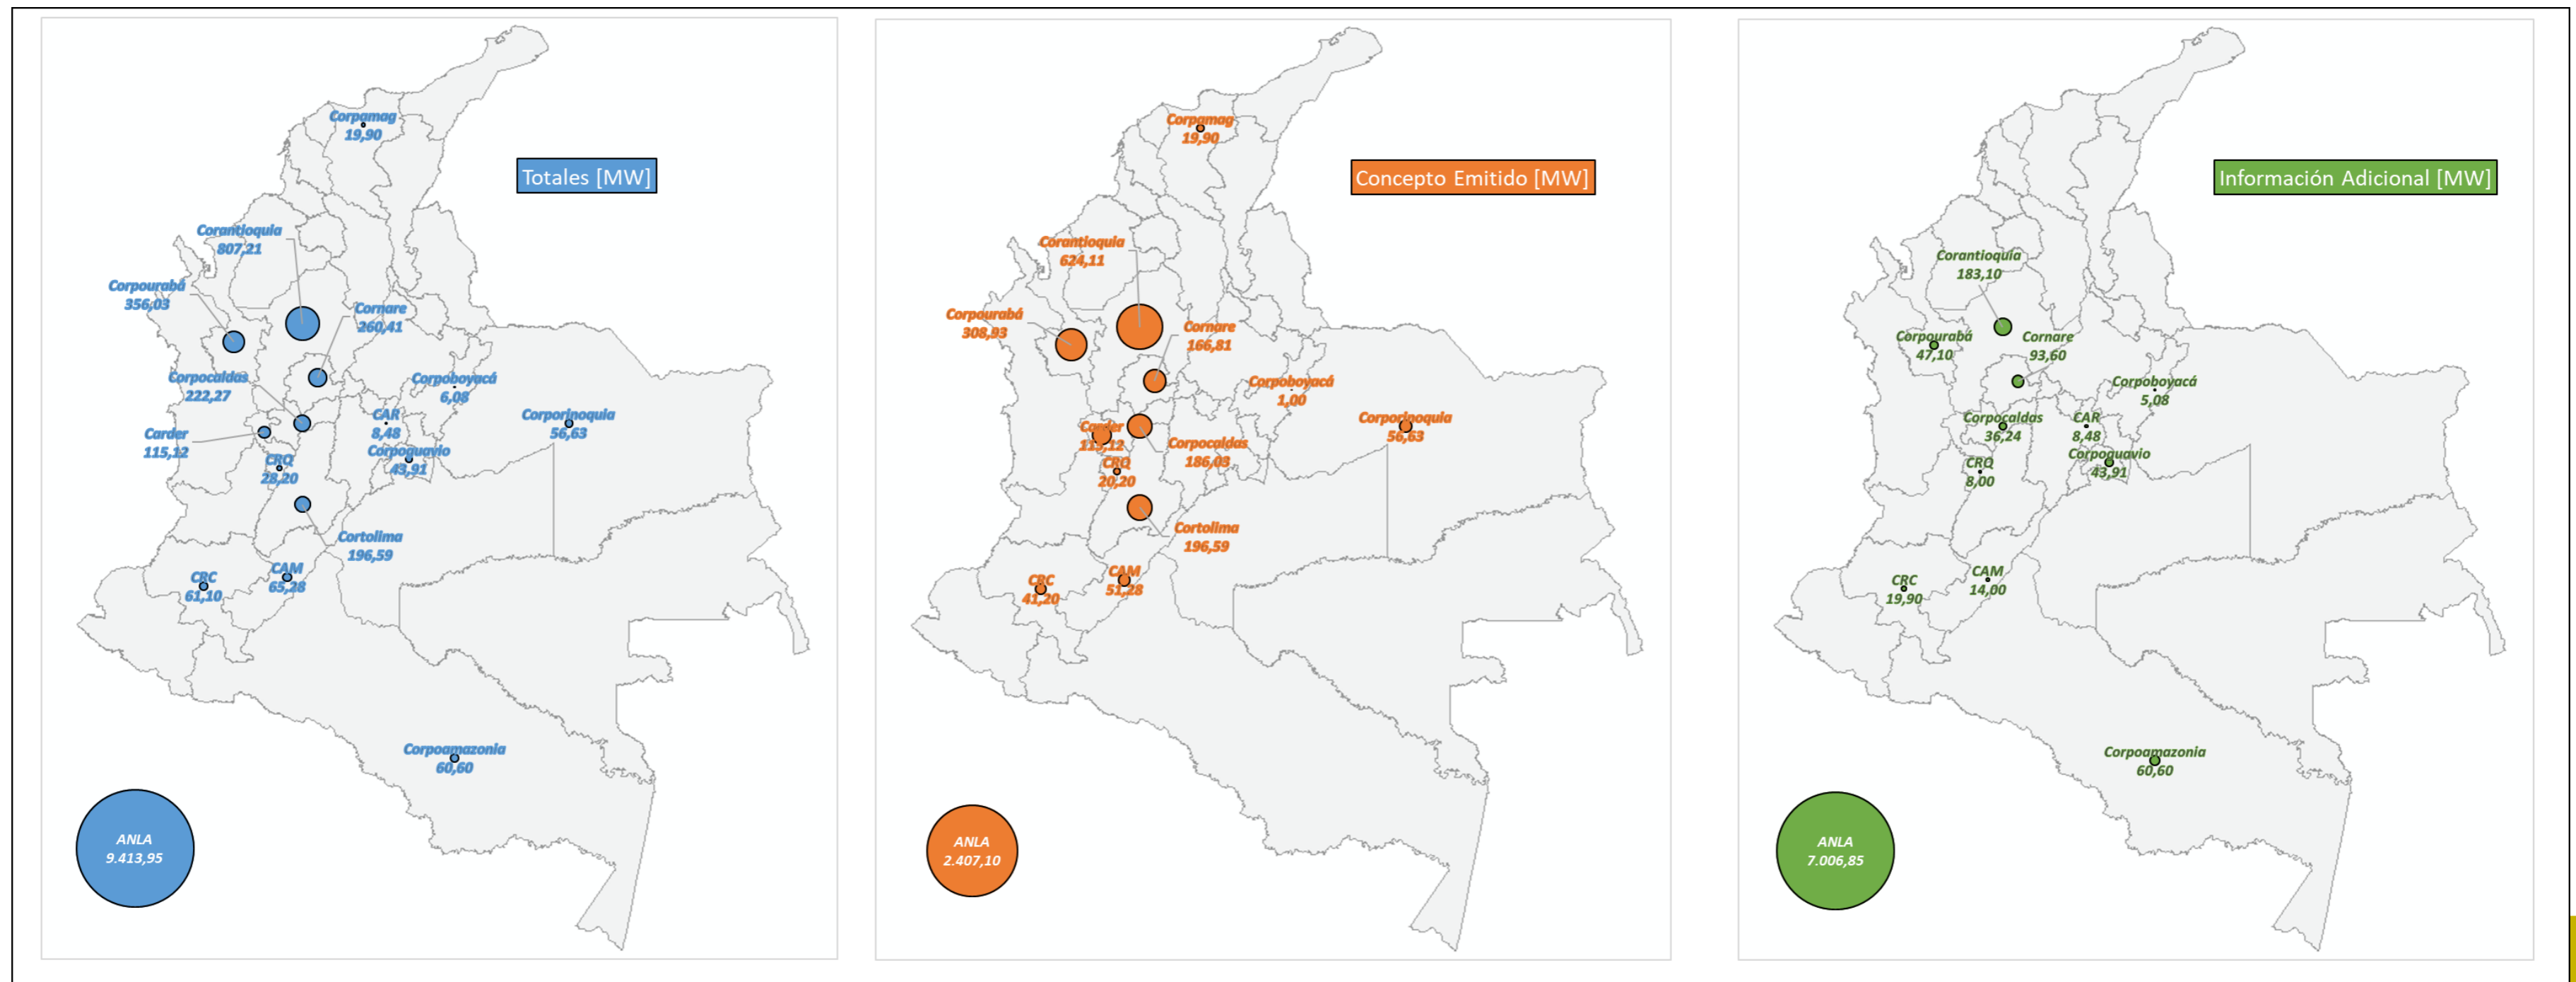 Totales [MW]
Corpamag
19,90
Corantioquia
807,21
Corpourabá
356,03
Cornare
260,41
Corpocaldas
222,27
Corpoboyacá
6,08
CAR
8,48
Corporinoquia
56,63
Carder
115,12
Corpoguavio
43,91
CRQ
28,20
Cortolima
196,59
CAM
65,28
CRC
61,10
Corpoamazonia
60,60
ANLA
9.413,95
Concepto Emitido [MW]
Corpamag
19,90
Corantioquia
624,11
Corpourabá
308,93
Cornare
166,81
Corpoboyacá
1,00
Corporinoquia
56,63
Carder
115,12
Corpocaldas
186,03
CRQ
20,20
Cortolima
196,59
CAM
51,28
CRC
41,20
ANLA
2.407,10
Información Adicional [MW]
Corantioquia
183,10
Corpourabá
47,10
Cornare
93,60
Corpoboyacá
5,08
Corpocaldas
36,24
CAR
8,48
Corpoguavio
43,91
CRQ
8,00
CAM
14,00
CRC
19,90
Corpoamazonia
60,60
ANLA
7.006,85